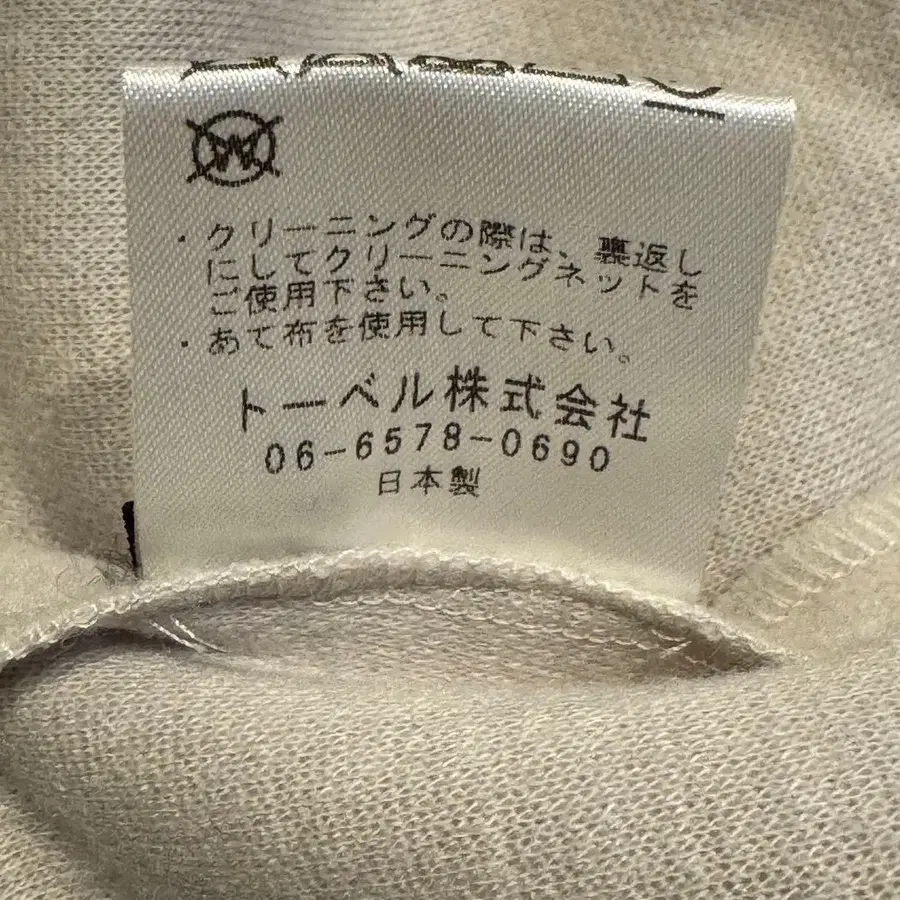 W
・クリーニングの際は、裏返し
にしてクリーニングネットを
ご使用下さい。
・あて布を使用して下さい。
トーベル株式会社
06-6578-0690
日本製